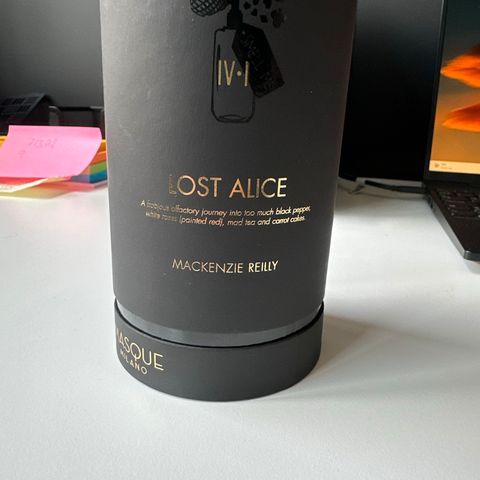 IV·I
LOST ALICE
A frabjous olfactory journey into too much black pepper,
white roses (painted red), mad tea and carrot cakes.
MACKENZIE REILLY
MASQUE
MILANO